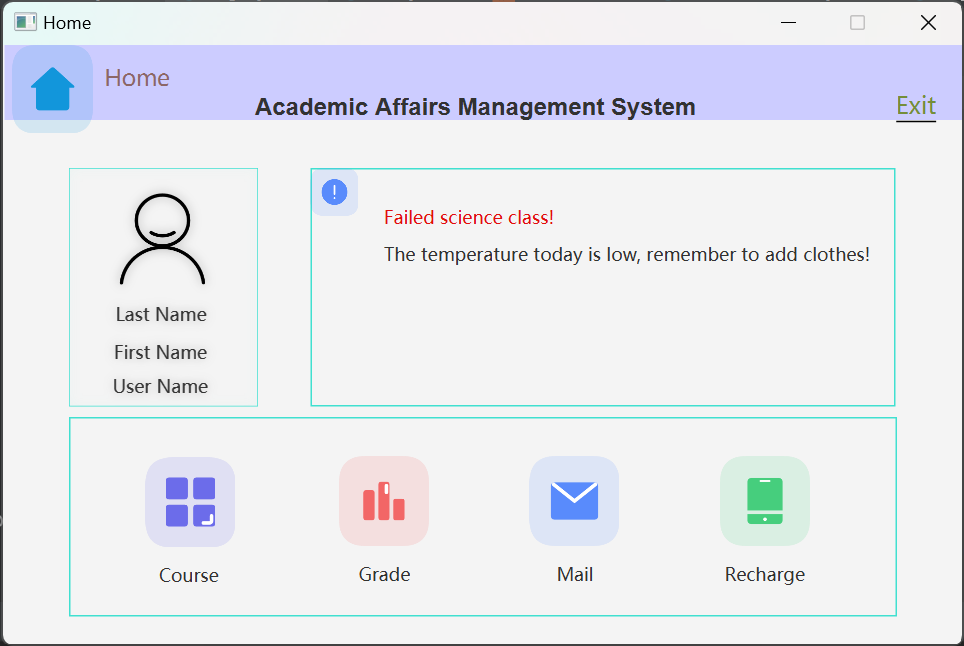 Home
Home
Academic Affairs Management System
Exit
Failed science class!
The temperature today is low, remember to add clothes!
Last Name
First Name
User Name
Course
Grade
Mail
Recharge